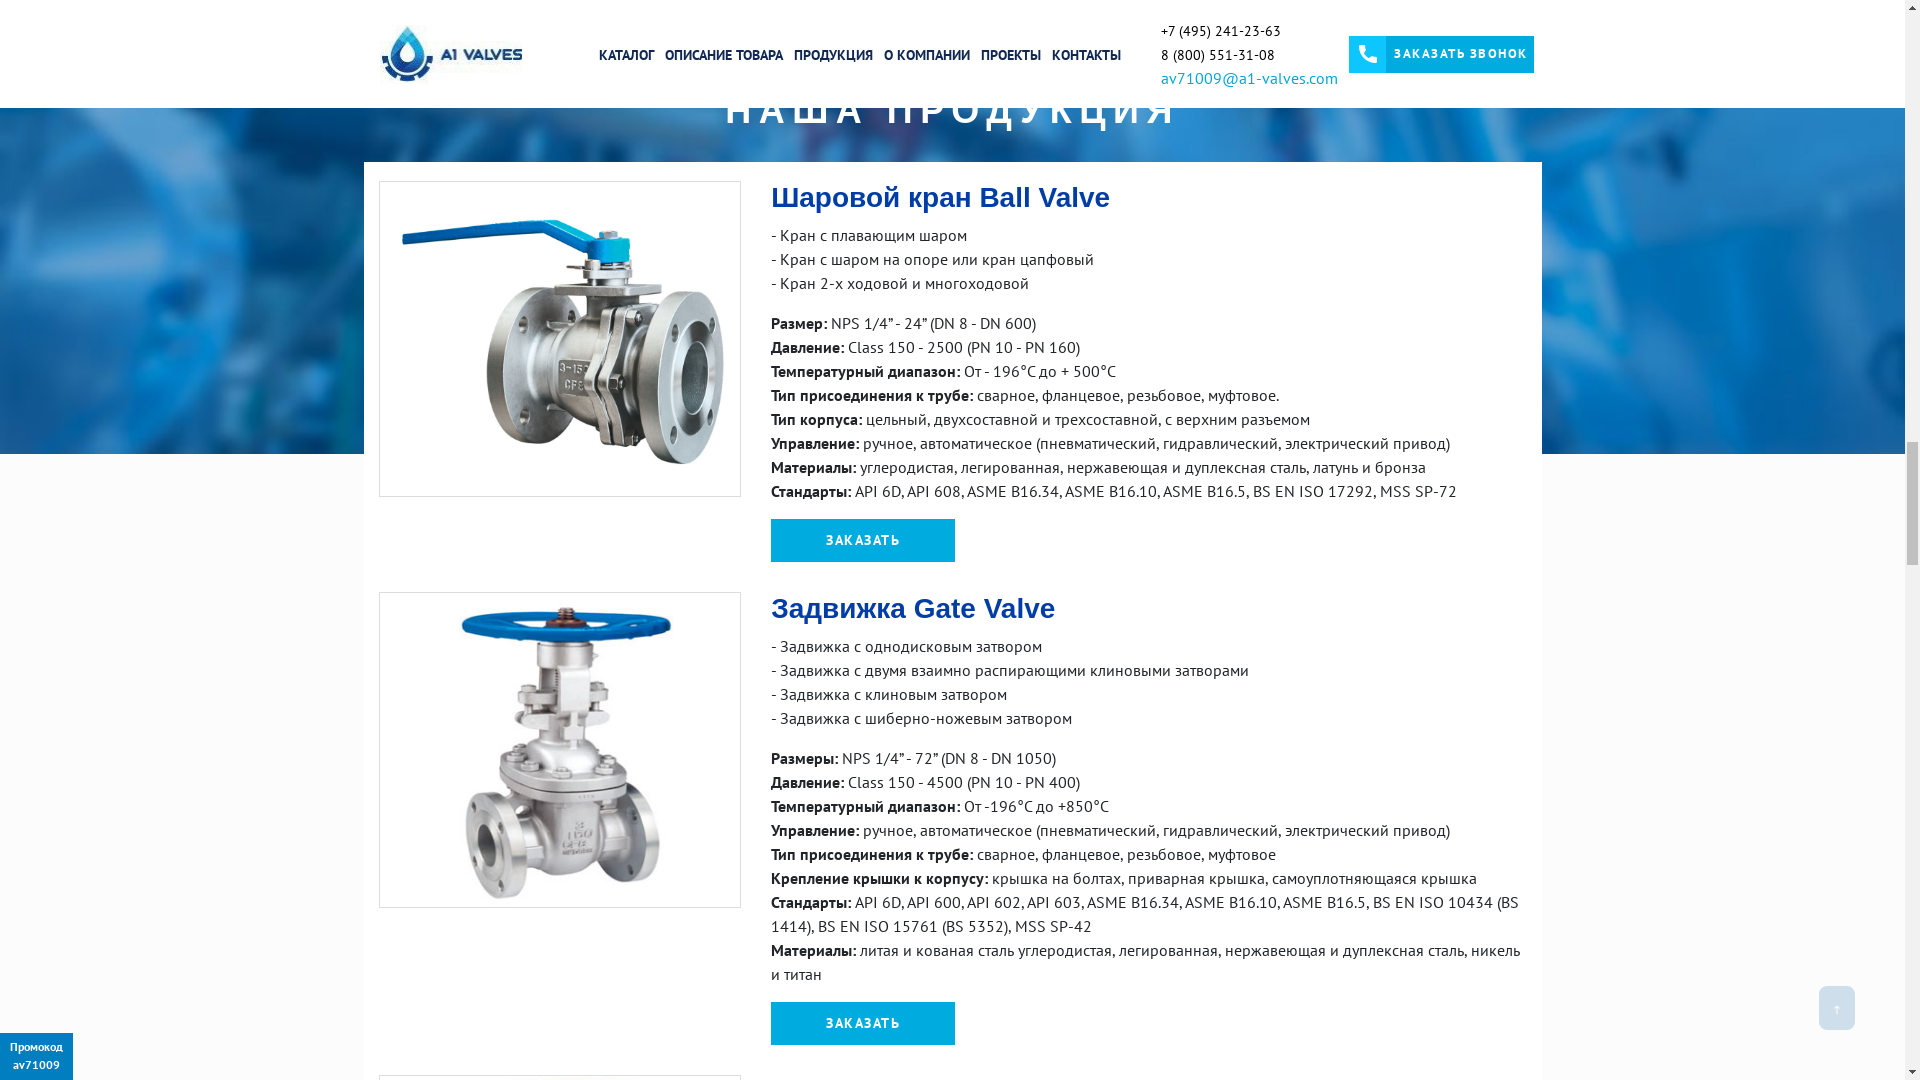 A1 VALVES
КАТАЛОГ ОПИСАНИЕ ТОВАРА ПРОДУКЦИЯ О КОМПАНИИ ПРОЕКТЫ КОНТАКТЫ
+7 (495) 241-23-63
8 (800) 551-31-08
av71009@a1-valves.com
ЗАКАЗАТЬ ЗВОНОК
НАША ПРОДУКЦИЯ
Шаровой кран Ball Valve
- Кран с плавающим шаром
- Кран с шаром на опоре или кран цапфовый
- Кран 2-х ходовой и многоходовой
Размер: NPS 1/4” - 24” (DN 8 - DN 600)
Давление: Class 150 - 2500 (PN 10 - PN 160)
Температурный диапазон: От - 196°C до + 500°C
Тип присоединения к трубе: сварное, фланцевое, резьбовое, муфтовое.
Тип корпуса: цельный, двухсоставной и трехсоставной, с верхним разъемом
Управление: ручное, автоматическое (пневматический, гидравлический, электрический привод)
Материалы: углеродистая, легированная, нержавеющая и дуплексная сталь, латунь и бронза
Стандарты: API 6D, API 608, ASME B16.34, ASME B16.10, ASME B16.5, BS EN ISO 17292, MSS SP-72
ЗАКАЗАТЬ
Задвижка Gate Valve
- Задвижка с однодисковым затвором
- Задвижка с двумя взаимно распирающими клиновыми затворами
- Задвижка с клиновым затвором
- Задвижка с шиберно-ножевым затвором
Размеры: NPS 1/4” - 72” (DN 8 - DN 1050)
Давление: Class 150 - 4500 (PN 10 - PN 400)
Температурный диапазон: От -196°C до +850°C
Управление: ручное, автоматическое (пневматический, гидравлический, электрический привод)
Тип присоединения к трубе: сварное, фланцевое, резьбовое, муфтовое
Крепление крышки к корпусу: крышка на болтах, приварная крышка, самоуплотняющаяся крышка
Стандарты: API 6D, API 600, API 602, API 603, ASME B16.34, ASME B16.10, ASME B16.5, BS EN ISO 10434 (BS
1414), BS EN ISO 15761 (BS 5352), MSS SP-42
Материалы: литая и кованая сталь углеродистая, легированная, нержавеющая и дуплексная сталь, никель
и титан
ЗАКАЗАТЬ
↑
Промокод
av71009